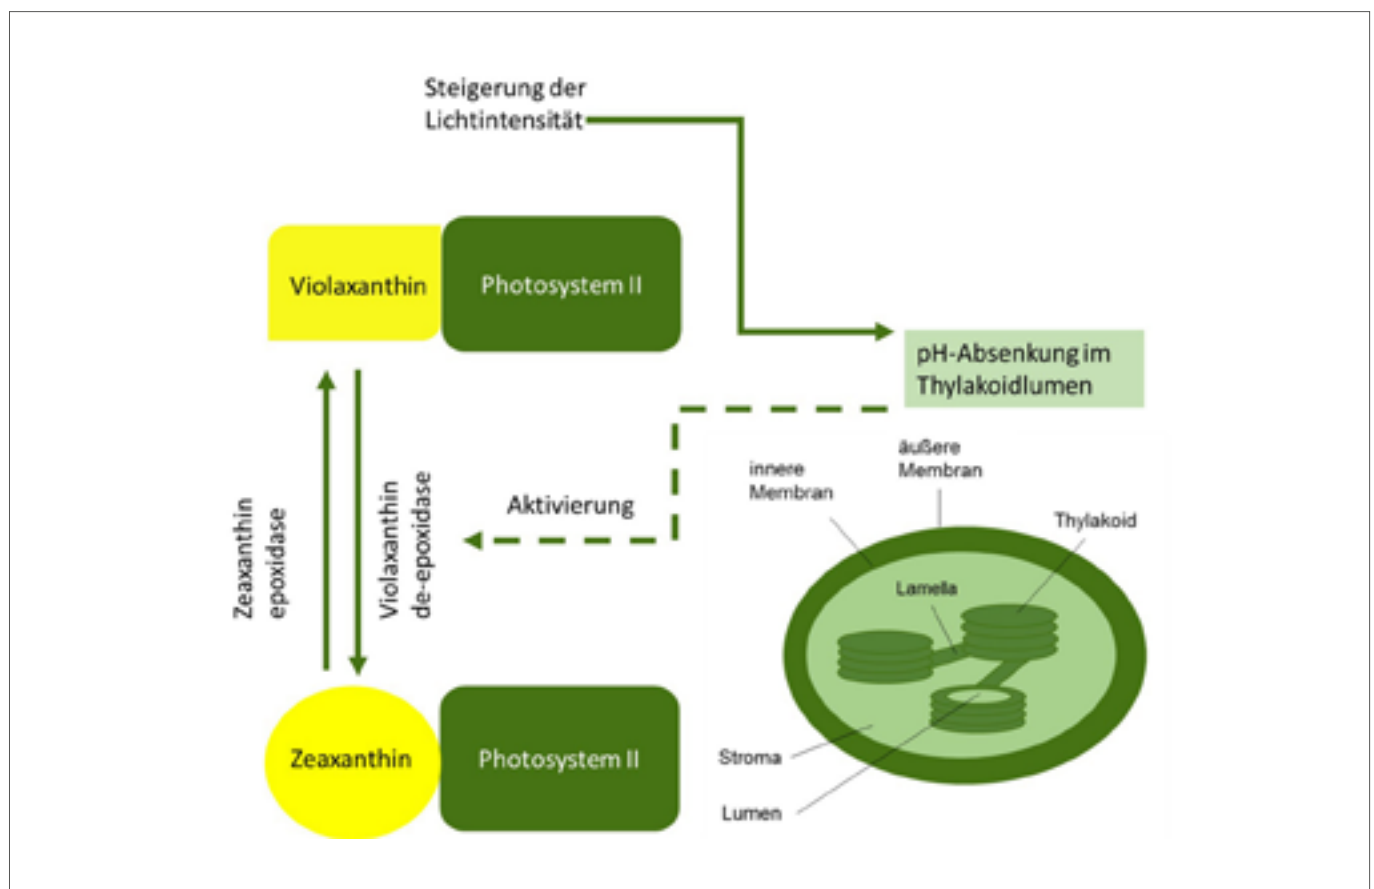 Steigerung der
Lichtintensität
Violaxanthin
Photosystem II
pH-Absenkung im
Thylakoidlumen
Zeaxanthin
epoxidase
Violaxanthin
de-epoxidase
Aktivierung
innere
Membran
äußere
Membran
Thylakoid
Lamella
Stroma
Lumen
Zeaxanthin
Photosystem II